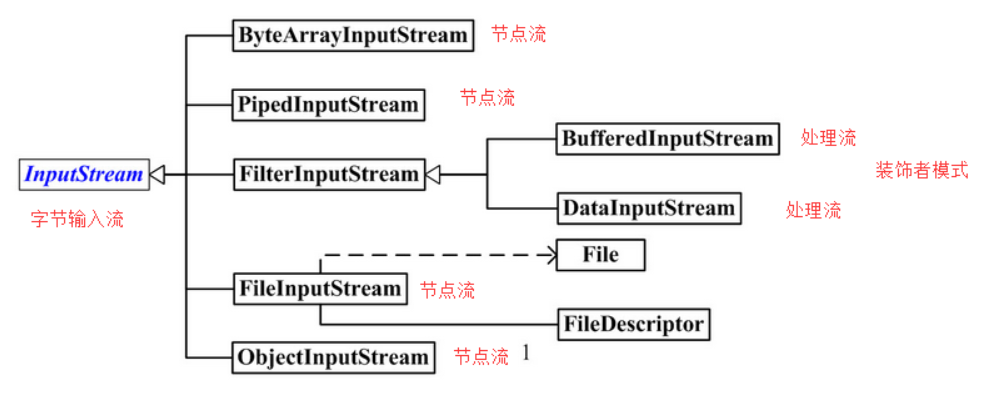 ByteArrayInputStream 节点流
PipedInputStream 节点流
BufferedInputStream 处理流
装饰者模式
InputStream
FilterInputStream
字节输入流
DataInputStream 处理流
File
FileInputStream 节点流
FileDescriptor
ObjectInputStream 节点流 1